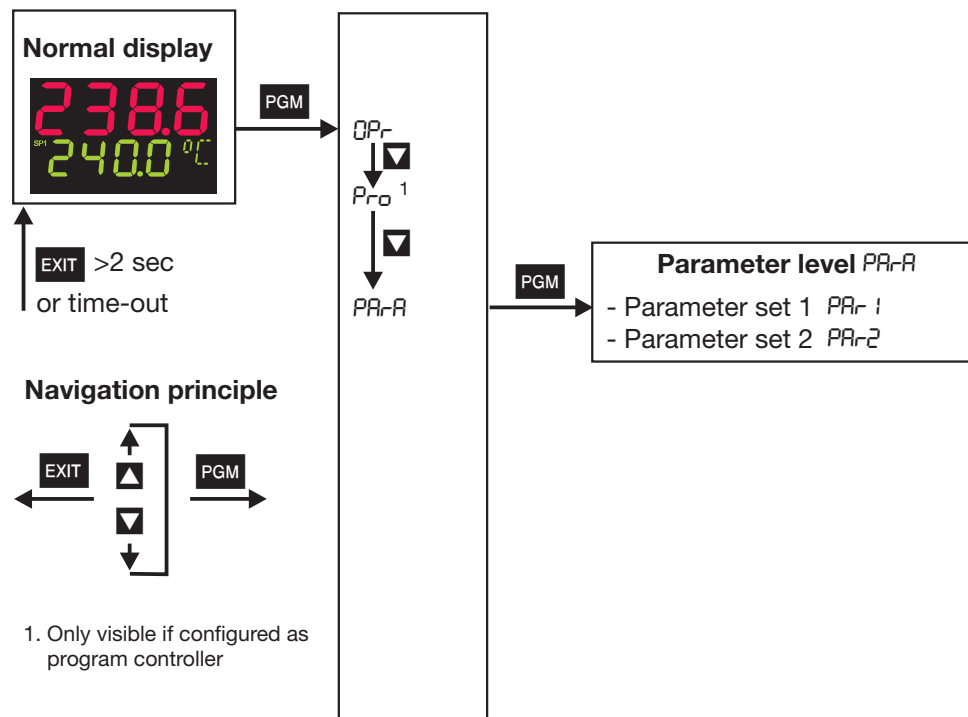 Normal display
238.6
SP1 240.0 °C
PGM
EXIT >2 sec
or time-out
OPr
Pro 1
PArA
PGM
Parameter level PArA
- Parameter set 1 PAr1
- Parameter set 2 PAr2
Navigation principle
EXIT PGM
1. Only visible if configured as
program controller